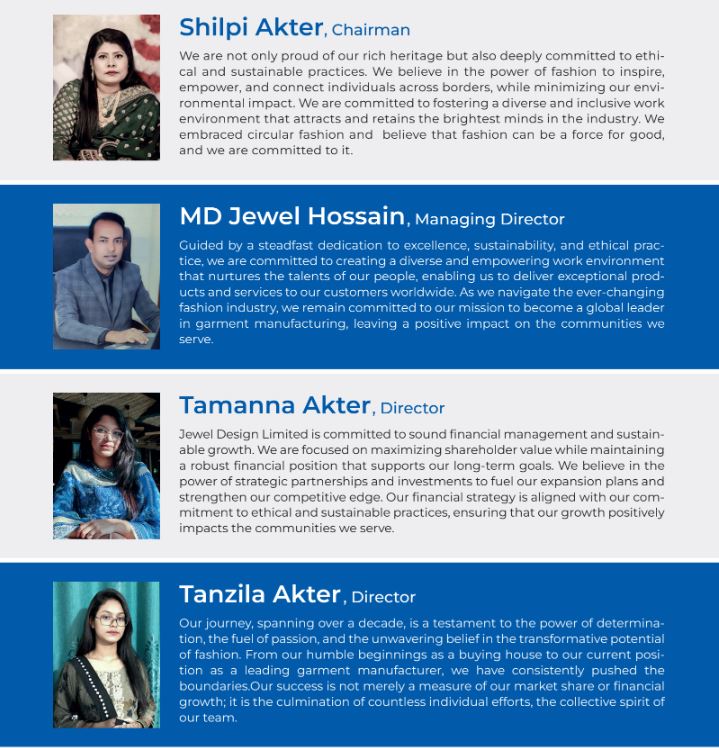 Shilpi Akter, Chairman
We are not only proud of our rich heritage but also deeply committed to ethi-
cal and sustainable practices. We believe in the power of fashion to inspire,
empower, and connect individuals across borders, while minimizing our envi-
ronmental impact. We are committed to fostering a diverse and inclusive work
environment that attracts and retains the brightest minds in the industry. We
embraced circular fashion and  believe that fashion can be a force for good,
and we are committed to it.
MD Jewel Hossain, Managing Director
Guided by a steadfast dedication to excellence, sustainability, and ethical prac-
tice, we are committed to creating a diverse and empowering work environment
that nurtures the talents of our people, enabling us to deliver exceptional prod-
ucts and services to our customers worldwide. As we navigate the ever-changing
fashion industry, we remain committed to our mission to become a global leader
in garment manufacturing, leaving a positive impact on the communities we
serve.
Tamanna Akter, Director
Jewel Design Limited is committed to sound financial management and sustain-
able growth. We are focused on maximizing shareholder value while maintaining
a robust financial position that supports our long-term goals. We believe in the
power of strategic partnerships and investments to fuel our expansion plans and
strengthen our competitive edge. Our financial strategy is aligned with our com-
mitment to ethical and sustainable practices, ensuring that our growth positively
impacts the communities we serve.
Tanzila Akter, Director
Our journey, spanning over a decade, is a testament to the power of determina-
tion, the fuel of passion, and the unwavering belief in the transformative potential
of fashion. From our humble beginnings as a buying house to our current posi-
tion as a leading garment manufacturer, we have consistently pushed the
boundaries.Our success is not merely a measure of our market share or financial
growth; it is the culmination of countless individual efforts, the collective spirit of
our team.